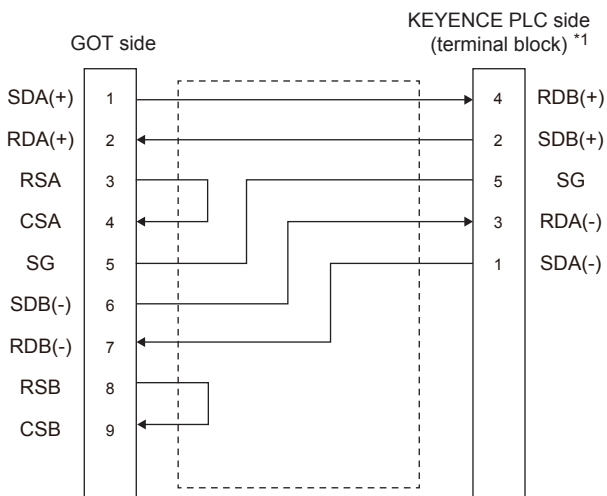 KEYENCE PLC side
GOT side (terminal block) *1
SDA(+) 1 4 RDB(+)
RDA(+) 2 2 SDB(+)
RSA 3 5 SG
CSA 4 3 RDA(-)
SG 5 1 SDA(-)
SDB(-) 6
RDB(-) 7
RSB 8
CSB 9